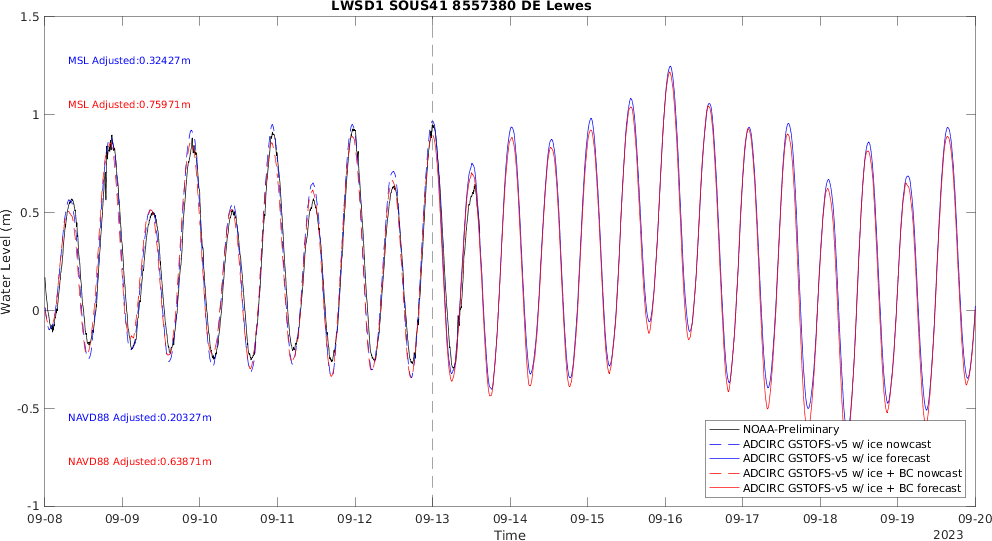 LWSD1 SOUS41 8557380 DE Lewes
1.5
1
0.5
0
-0.5
-1
Water Level (m)
MSL Adjusted:0.32427m
MSL Adjusted:0.75971m
NAVD88 Adjusted:0.20327m
NAVD88 Adjusted:0.63871m
NOAA-Preliminary
ADCIRC GSTOFS-v5 w/ ice nowcast
ADCIRC GSTOFS-v5 w/ ice forecast
ADCIRC GSTOFS-v5 w/ ice + BC nowcast
ADCIRC GSTOFS-v5 w/ ice + BC forecast
09-08 09-09 09-10 09-11 09-12 09-13 09-14 09-15 09-16 09-17 09-18 09-19 09-20
Time
2023